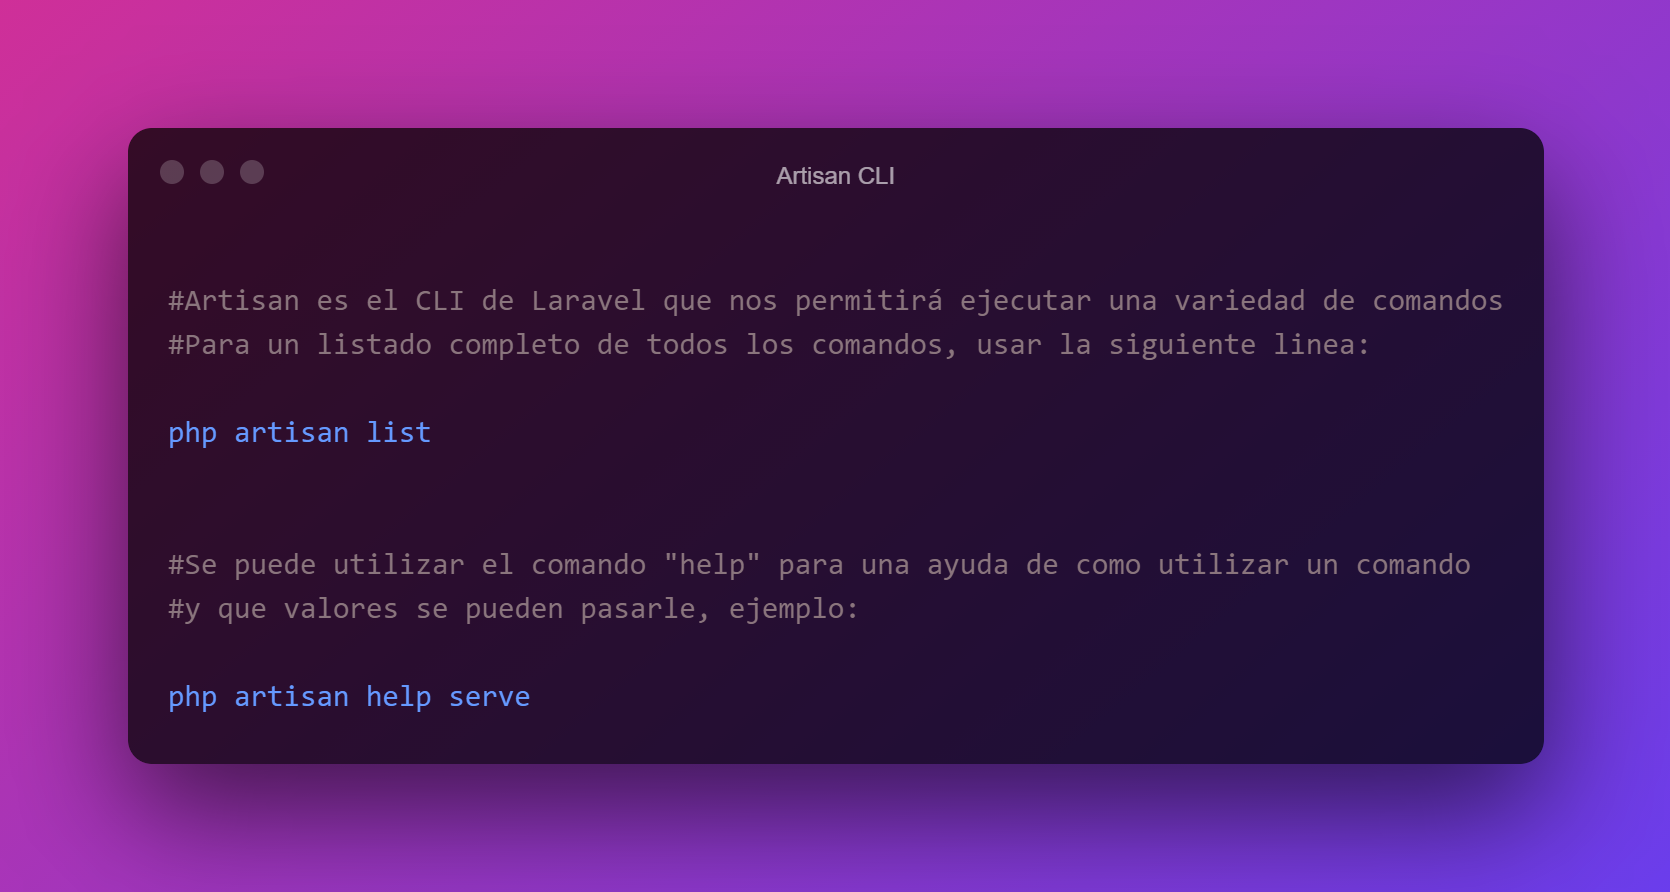 Artisan CLI
#Artisan es el CLI de Laravel que nos permitirá ejecutar una variedad de comandos
#Para un listado completo de todos los comandos, usar la siguiente linea:
php artisan list
#Se puede utilizar el comando "help" para una ayuda de como utilizar un comando
#y que valores se pueden pasarle, ejemplo:
php artisan help serve